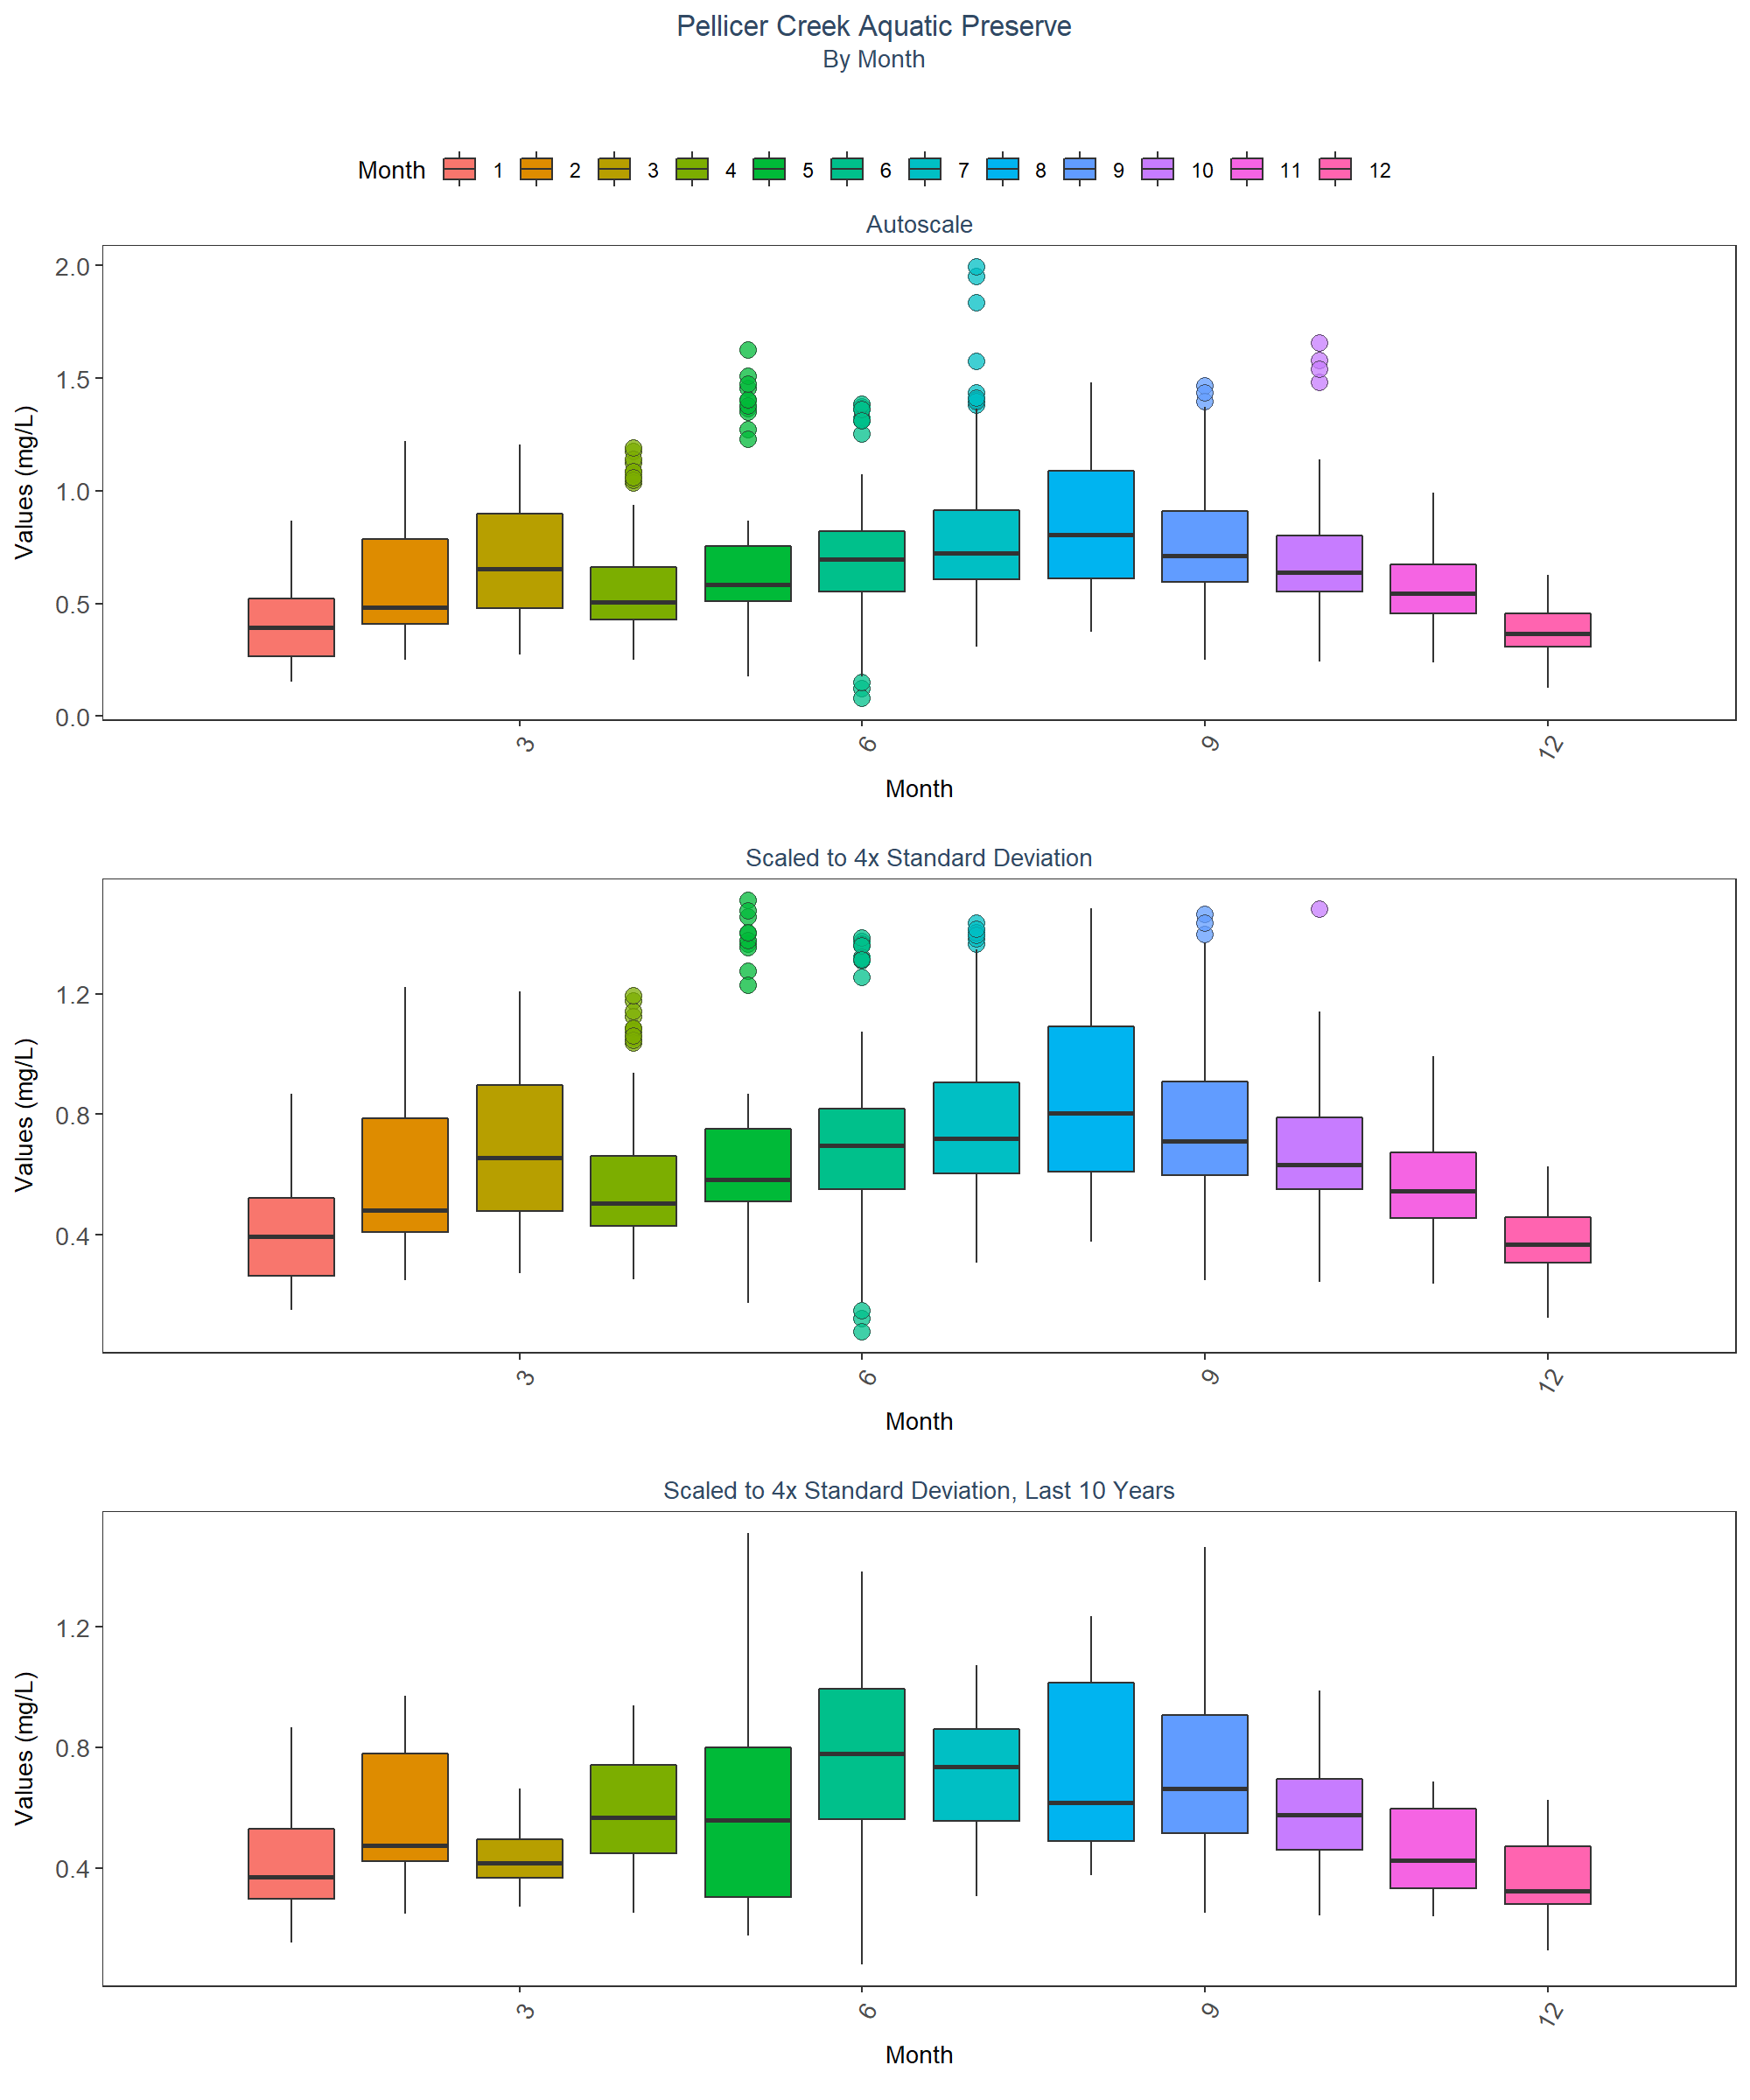 Pellicer Creek Aquatic Preserve
By Month
Month 1 2 3 4 5 6 7 8 9 10 11 12
Autoscale
Values (mg/L)
2.0
1.5
1.0
0.5
0.0
3 6 9 12
Month
Scaled to 4x Standard Deviation
Values (mg/L)
1.2
0.8
0.4
3 6 9 12
Month
Scaled to 4x Standard Deviation, Last 10 Years
Values (mg/L)
1.2
0.8
0.4
3 6 9 12
Month